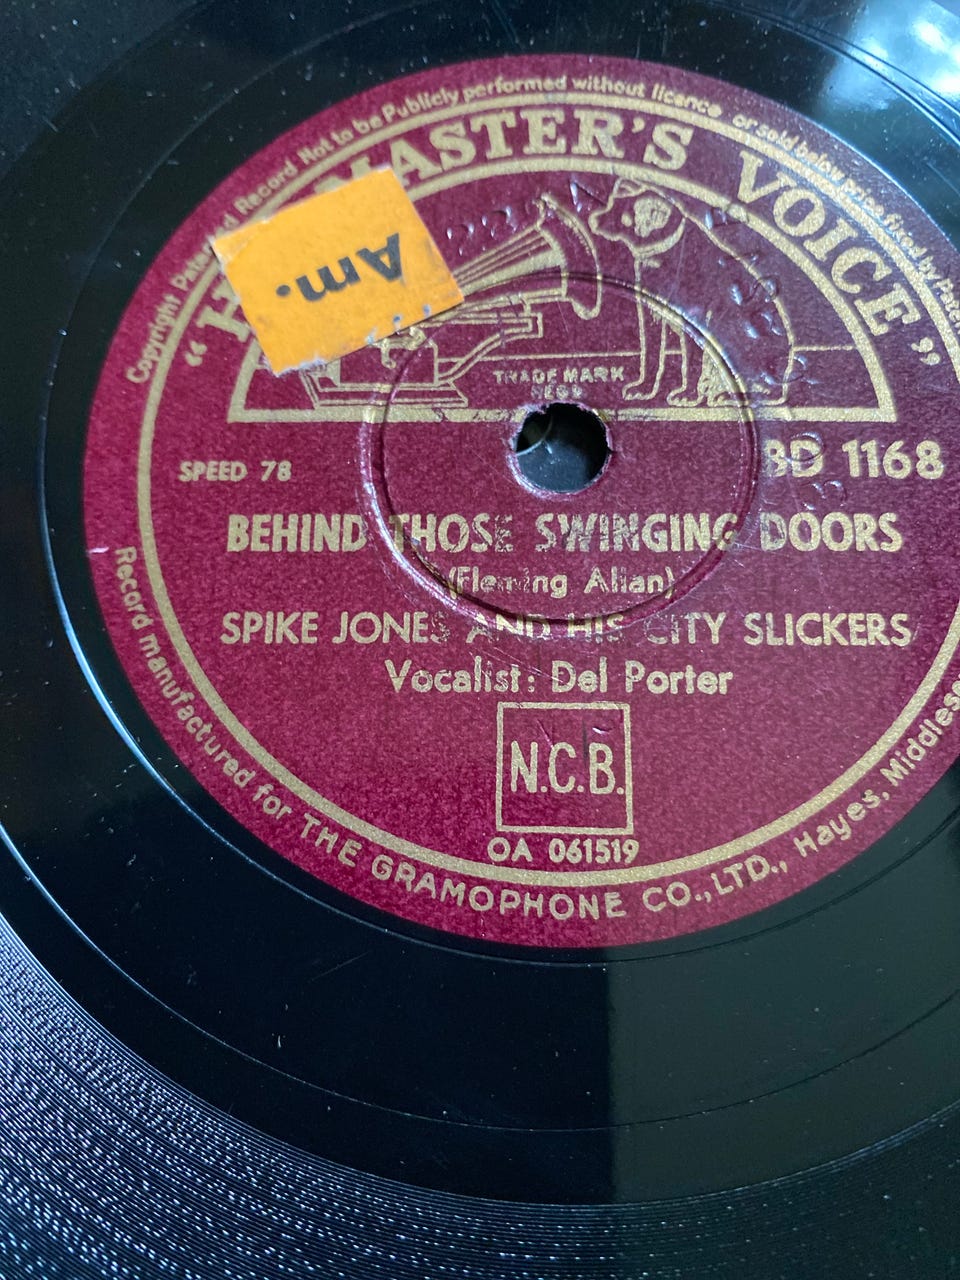 Copyright Patented Record Not to be Publicly performed without licence or sold below price fixed by
"H MASTER'S VOICE"
Am.
TRADE MARK
SPEED 78
BD 1168
BEHIND THOSE SWINGING DOORS
(Fleming Allan)
SPIKE JONES AND HIS CITY SLICKERS
Vocalist: Del Porter
N.C.B.
OA 061519
Record manufactured for THE GRAMOPHONE CO., LTD., Hayes, Middlesex